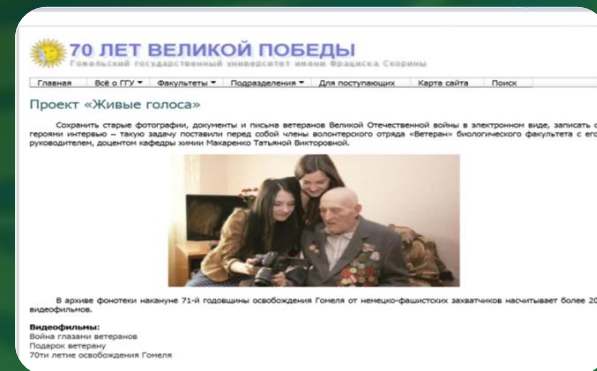 70 ЛЕТ ВЕЛИКОЙ ПОБЕДЫ
Гомельский государственный университет имени Франциска Скорины
Главная Всё о ГГУ Факультеты Подразделения Для поступающих Карта сайта Поиск
Проект «Живые голоса»
Сохранить старые фотографии, документы и письма ветеранов Великой Отечественной войны в электронном виде, записать с
героями интервью – такую задачу поставили перед собой члены волонтерского отряда «Ветеран» биологического факультета с его
руководителем, доцентом кафедры химии Макаренко Татьяной Викторовной.
В архиве фонотеки накануне 71-й годовщины освобождения Гомеля от немецко-фашистских захватчиков насчитывает более 20
видеофильмов.
Видеофильмы:
Война глазами ветеранов
Подарок ветерану
70ти летие освобождения Гомеля